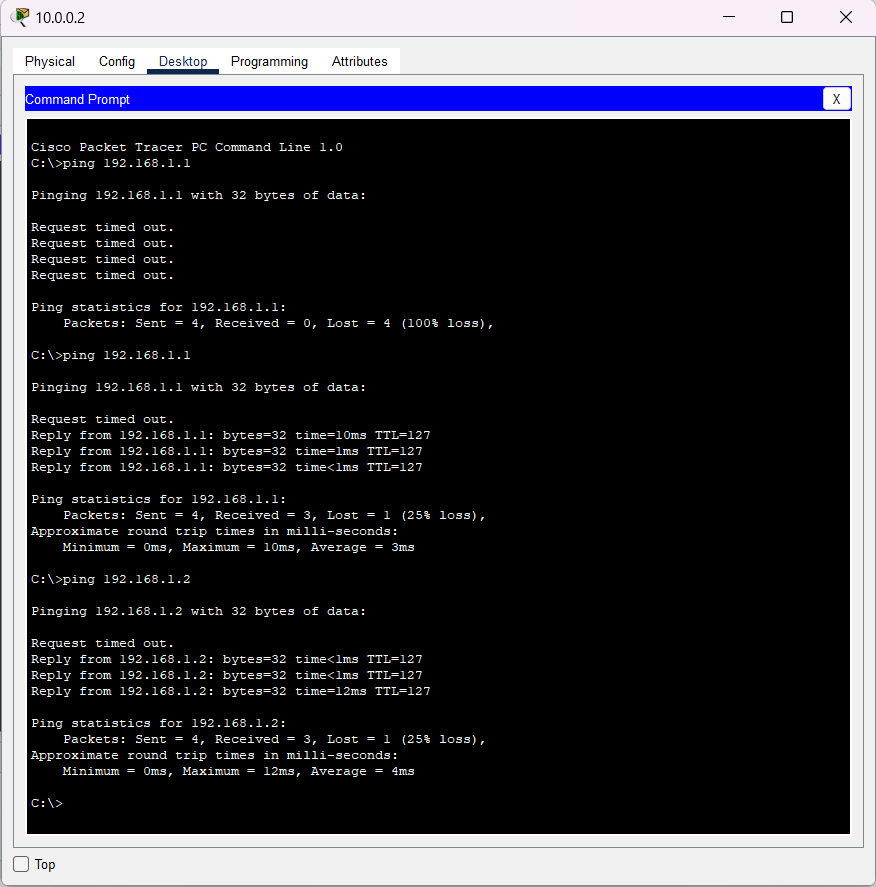 10.0.0.2
Physical Config Desktop Programming Attributes
Command Prompt X
Cisco Packet Tracer PC Command Line 1.0
C:\>ping 192.168.1.1
Pinging 192.168.1.1 with 32 bytes of data:
Request timed out.
Request timed out.
Request timed out.
Request timed out.
Ping statistics for 192.168.1.1:
    Packets: Sent = 4, Received = 0, Lost = 4 (100% loss),
C:\>ping 192.168.1.1
Pinging 192.168.1.1 with 32 bytes of data:
Request timed out.
Reply from 192.168.1.1: bytes=32 time=10ms TTL=127
Reply from 192.168.1.1: bytes=32 time=1ms TTL=127
Reply from 192.168.1.1: bytes=32 time<1ms TTL=127
Ping statistics for 192.168.1.1:
    Packets: Sent = 4, Received = 3, Lost = 1 (25% loss),
Approximate round trip times in milli-seconds:
    Minimum = 0ms, Maximum = 10ms, Average = 3ms
C:\>ping 192.168.1.2
Pinging 192.168.1.2 with 32 bytes of data:
Request timed out.
Reply from 192.168.1.2: bytes=32 time<1ms TTL=127
Reply from 192.168.1.2: bytes=32 time<1ms TTL=127
Reply from 192.168.1.2: bytes=32 time=12ms TTL=127
Ping statistics for 192.168.1.2:
    Packets: Sent = 4, Received = 3, Lost = 1 (25% loss),
Approximate round trip times in milli-seconds:
    Minimum = 0ms, Maximum = 12ms, Average = 4ms
C:\>
Top